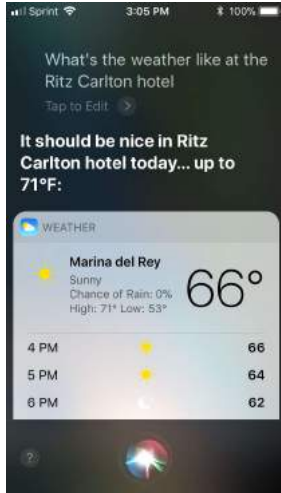 Sprint 3:05 PM 100%
What's the weather like at the
Ritz Carlton hotel
Tap to Edit
It should be nice in Ritz
Carlton hotel today... up to
71°F:
WEATHER
Marina del Rey
Sunny
Chance of Rain: 0%
High: 71° Low: 53°
66°
4 PM 66
5 PM 64
6 PM 62
?